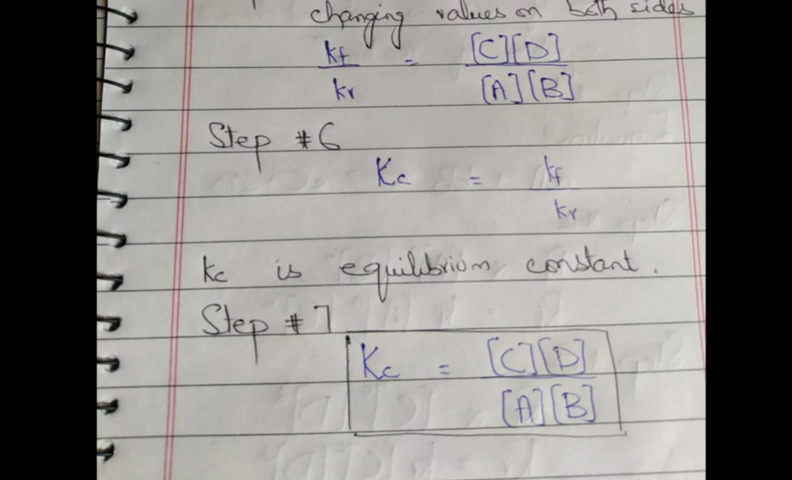 changing values on both sides
kf/kr = [C][D]/[A][B]
Step #6
Kc = kf/kr
kc is equilibrium constant.
Step #7
Kc = [C][D]/[A][B]